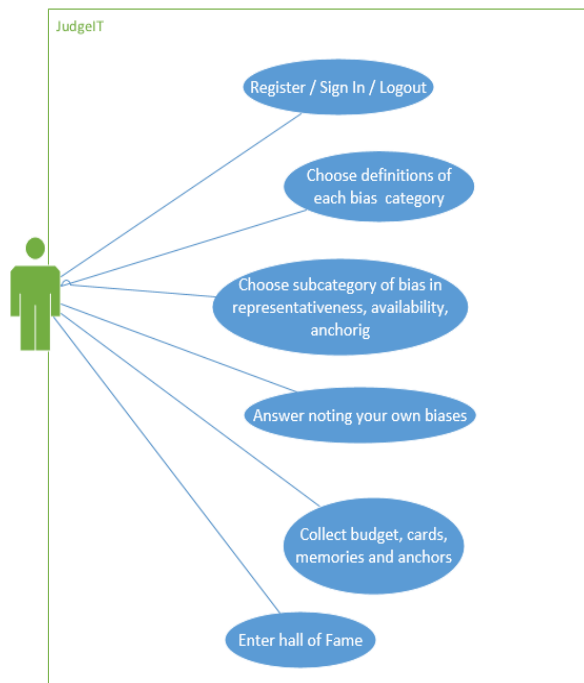 JudgeIT
Register / Sign In / Logout
Choose definitions of
each bias category
Choose subcategory of bias in
representativeness, availability,
anchorig
Answer noting your own biases
Collect budget, cards,
memories and anchors
Enter hall of Fame